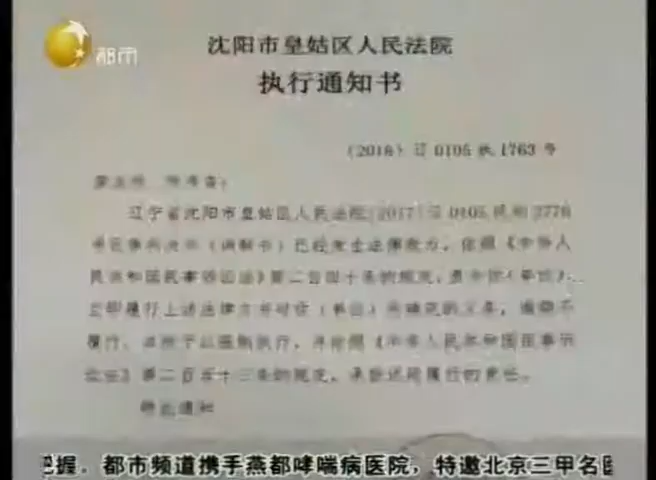 都市
沈阳市皇姑区人民法院
执行通知书
(2018)辽0105执1763号
辽宁省沈阳市皇姑区人民法院(2017)辽0105民初3776
号民事判决书(调解书)已经发生法律效力。依照《中华人
民共和国民事诉讼法》第二百四十条的规定，责令你(单位)
立即履行上述法律文书对你(单位)所确定的义务，逾期不
履行，本院予以强制执行，并依照《中华人民共和国民事诉
讼法》第二百五十三条的规定，承担迟延履行的责任。
特此通知
把握。都市频道携手燕都哮喘病医院，特邀北京三甲名医